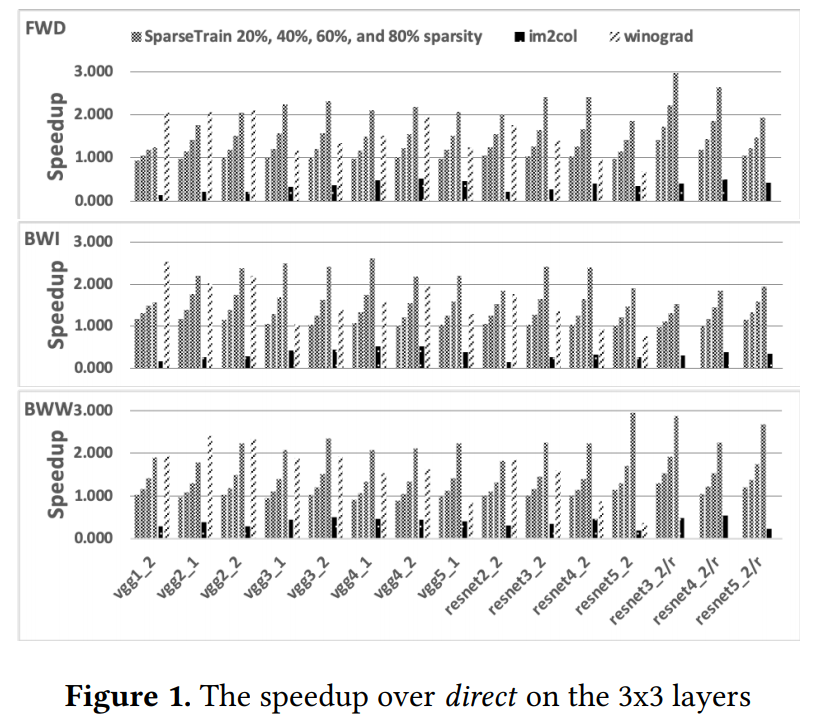 FWD
SparseTrain 20%, 40%, 60%, and 80% sparsity im2col winograd
3.000
2.000
1.000
0.000
Speedup
BWI
3.000
2.000
1.000
0.000
Speedup
BWW
3.000
2.000
1.000
0.000
Speedup
vgg1_2
vgg2_1
vgg2_2
vgg3_1
vgg3_2
vgg4_1
vgg4_2
vgg5_1
resnet2_2
resnet3_2
resnet4_2
resnet5_2
resnet3_2/r
resnet4_2/r
resnet5_2/r
Figure 1. The speedup over direct on the 3x3 layers